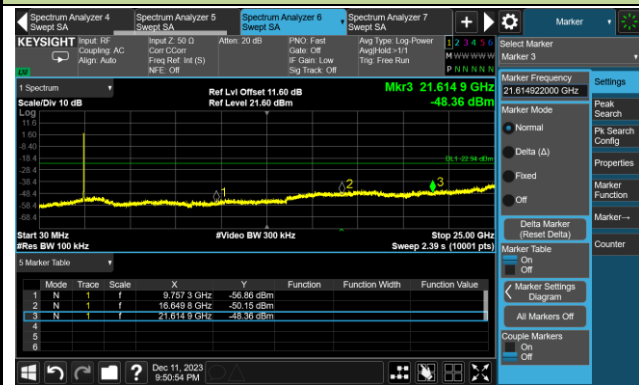 Spectrum Analyzer 4
Swept SA
Spectrum Analyzer 5
Swept SA
Spectrum Analyzer 6
Swept SA
Spectrum Analyzer 7
Swept SA
+
Marker
KEYSIGHT
Input: RF
Coupling: AC
Align: Auto
Input Z: 50 Ω
Corr CCorr
Freq Ref: Int (S)
NFE: Off
Atten: 20 dB
PNO: Fast
Gate: Off
IF Gain: Low
Sig Track: Off
Avg Type: Log-Power
Avg|Hold:>1/1
Trig: Free Run
1 2 3 4 5 6
M W W W W W
P N N N N N
LXI
Select Marker
Marker 3
1 Spectrum
Scale/Div 10 dB
Log
Ref Lvl Offset 11.60 dB
Ref Level 21.60 dBm
Mkr3 21.614 9 GHz
-48.36 dBm
11.6
1.60
-8.40
-18.4
-28.4
-38.4
-48.4
-58.4
-68.4
DL1 -22.94 dBm
1
2
3
Start 30 MHz
#Res BW 100 kHz
#Video BW 300 kHz
Stop 25.00 GHz
Sweep 2.39 s (10001 pts)
5 Marker Table
Mode Trace Scale X Y Function Function Width Function Value
1 N 1 f 9.757 3 GHz -56.86 dBm
2 N 1 f 16.649 8 GHz -50.15 dBm
3 N 1 f 21.614 9 GHz -48.36 dBm
4
5
6
Marker Frequency
21.614922000 GHz
Marker Mode
Normal
Delta (Δ)
Fixed
Off
Delta Marker
(Reset Delta)
Marker Table
On
Off
Marker Settings
Diagram
All Markers Off
Couple Markers
On
Off
Settings
Peak
Search
Pk Search
Config
Properties
Marker
Function
Marker→
Counter
?
Dec 11, 2023
9:50:54 PM